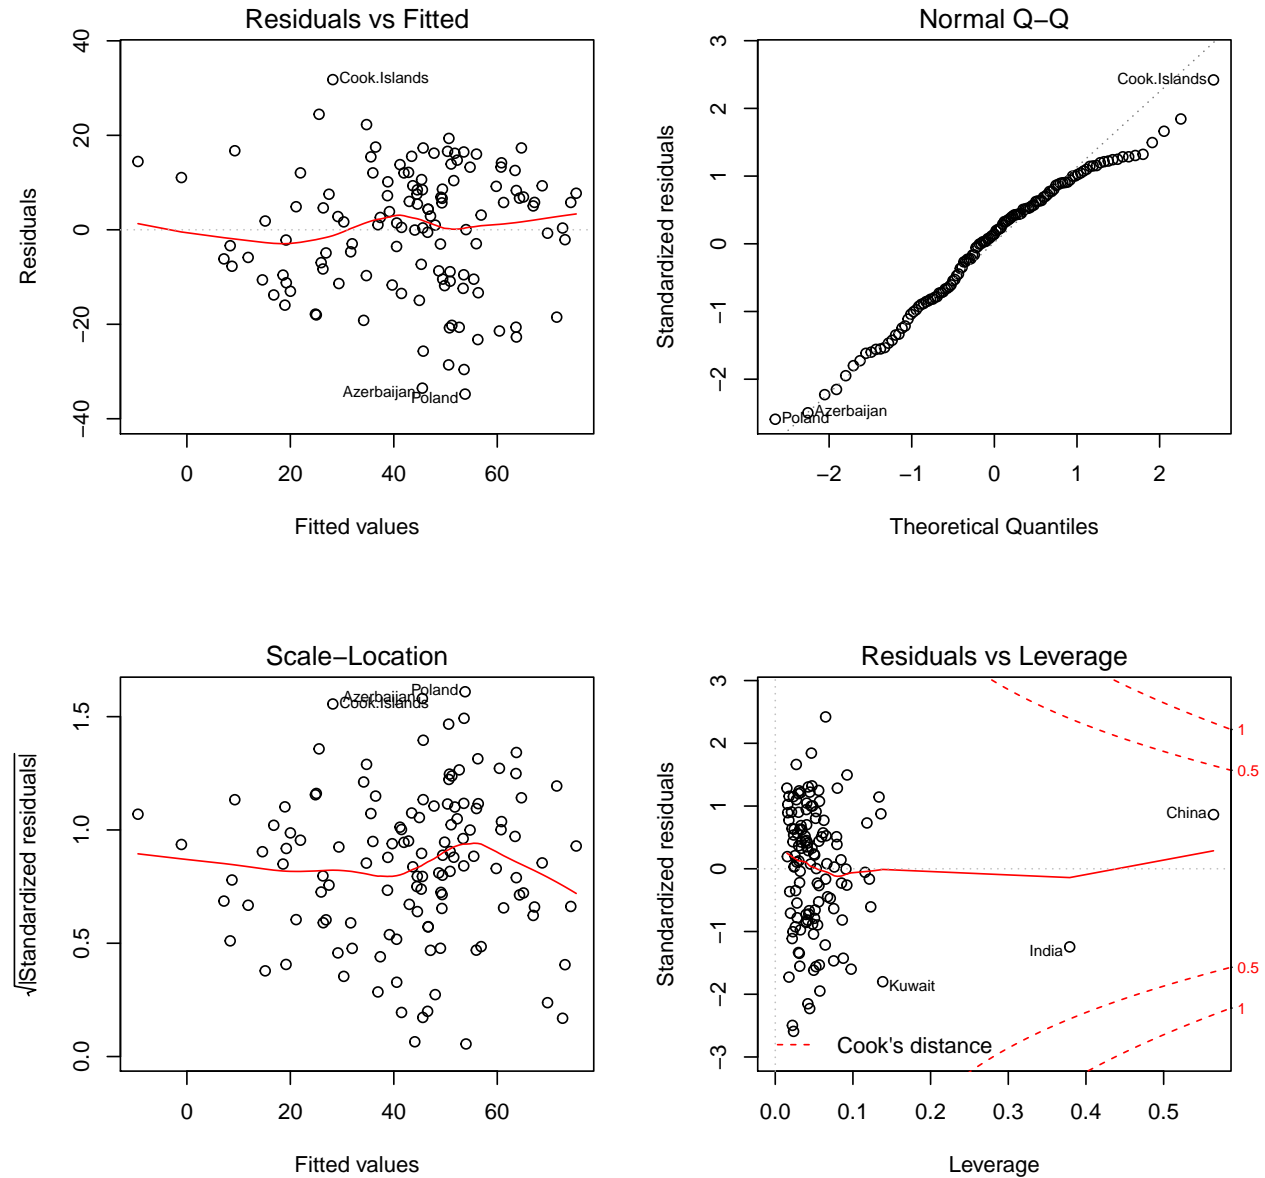 Residuals vs Fitted
40
20
0
−20
−40
Residuals
Cook.Islands
Azerbaijan
Poland
0 20 40 60
Fitted values
Normal Q−Q
3
2
1
0
−1
−2
Standardized residuals
Cook.Islands
Azerbaijan
Poland
−2 −1 0 1 2
Theoretical Quantiles
Scale−Location
1.5
1.0
0.5
0.0
√|Standardized residuals|
Poland
Azerbaijan
Cook.Islands
0 20 40 60
Fitted values
Residuals vs Leverage
3
2
1
0
−1
−2
−3
Standardized residuals
1
0.5
China
India
0.5
Kuwait
1
Cook's distance
0.0 0.1 0.2 0.3 0.4 0.5
Leverage